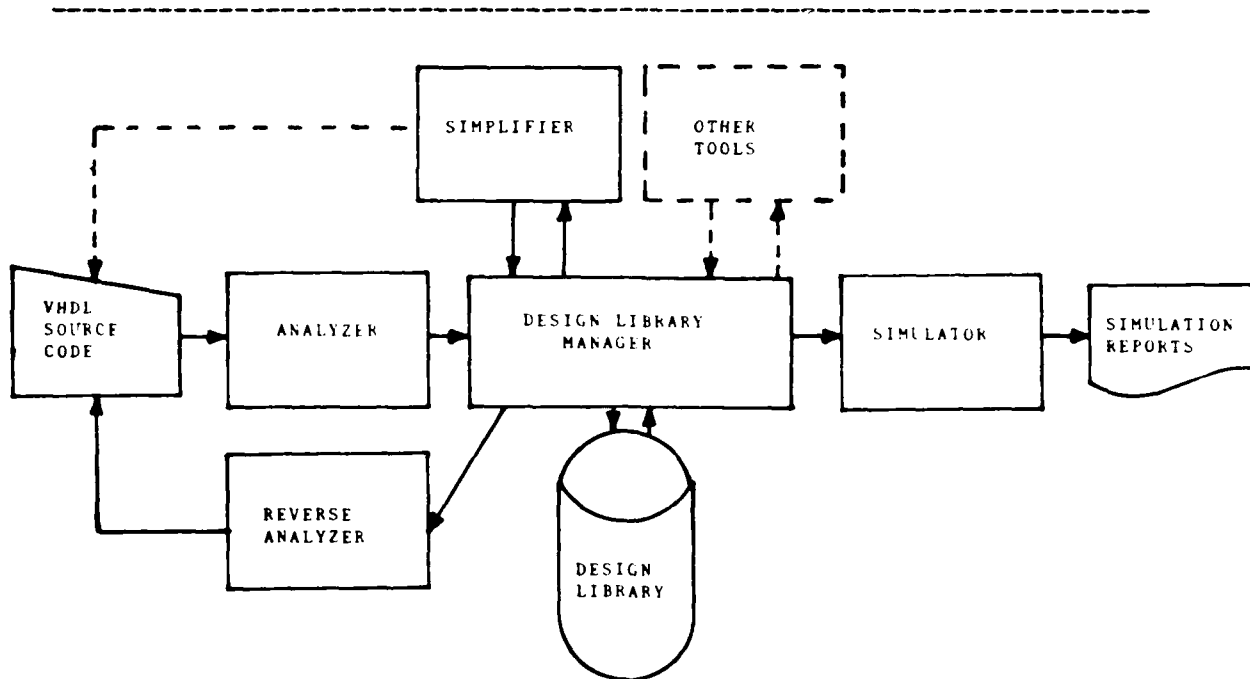 SIMPLIFIER
OTHER
TOOLS
VHDL
SOURCE
CODE
ANALYZER
DESIGN LIBRARY
MANAGER
SIMULATOR
SIMULATION
REPORTS
REVERSE
ANALYZER
DESIGN
LIBRARY